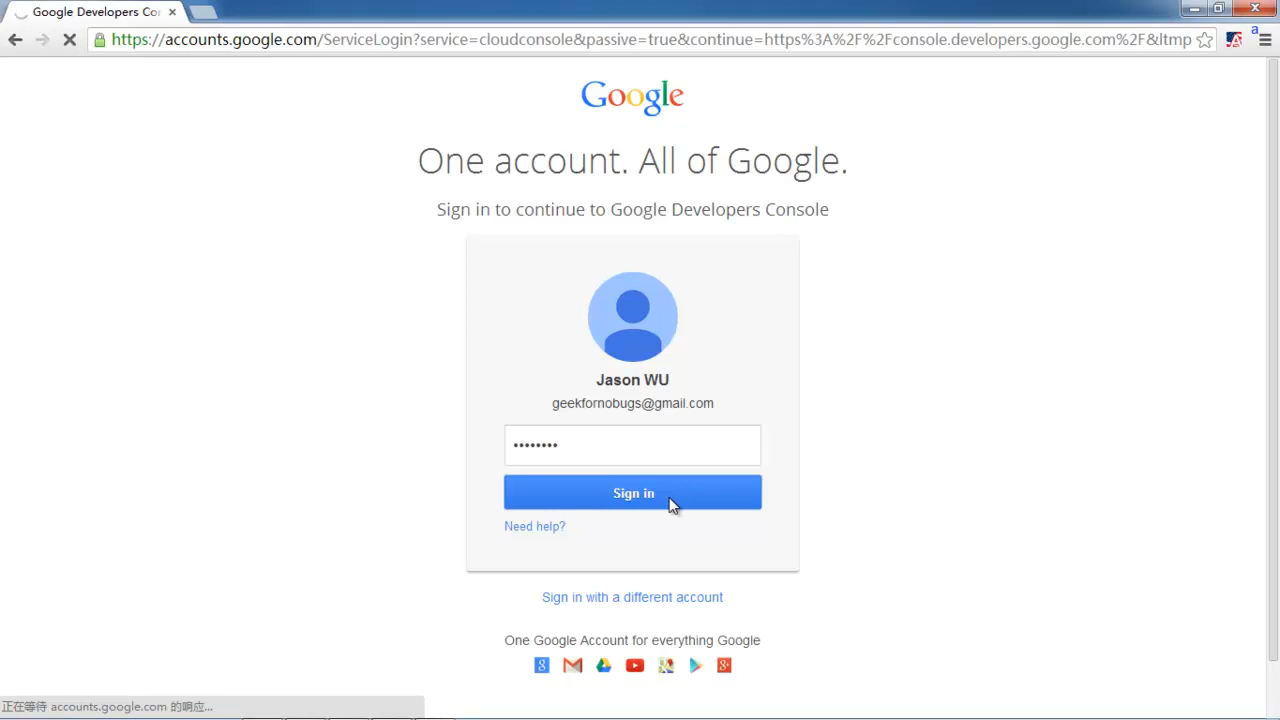 Google Developers Con
https://accounts.google.com/ServiceLogin?service=cloudconsole&passive=true&continue=https%3A%2F%2Fconsole.developers.google.com%2F&ltmp
a
Google
One account. All of Google.
Sign in to continue to Google Developers Console
Jason WU
geekfornobugs@gmail.com
••••••••
Sign in
Need help?
Sign in with a different account
One Google Account for everything Google
正在等待 accounts.google.com 的响应...